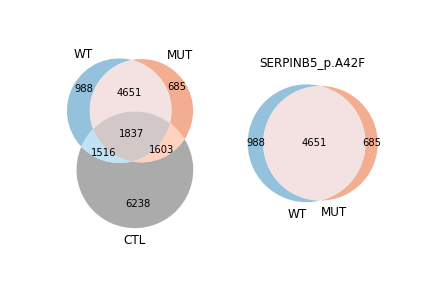 WT
MUT
988
4651
685
1837
1516
1603
6238
CTL
SERPINB5_p.A42F
988
4651
685
WT
MUT